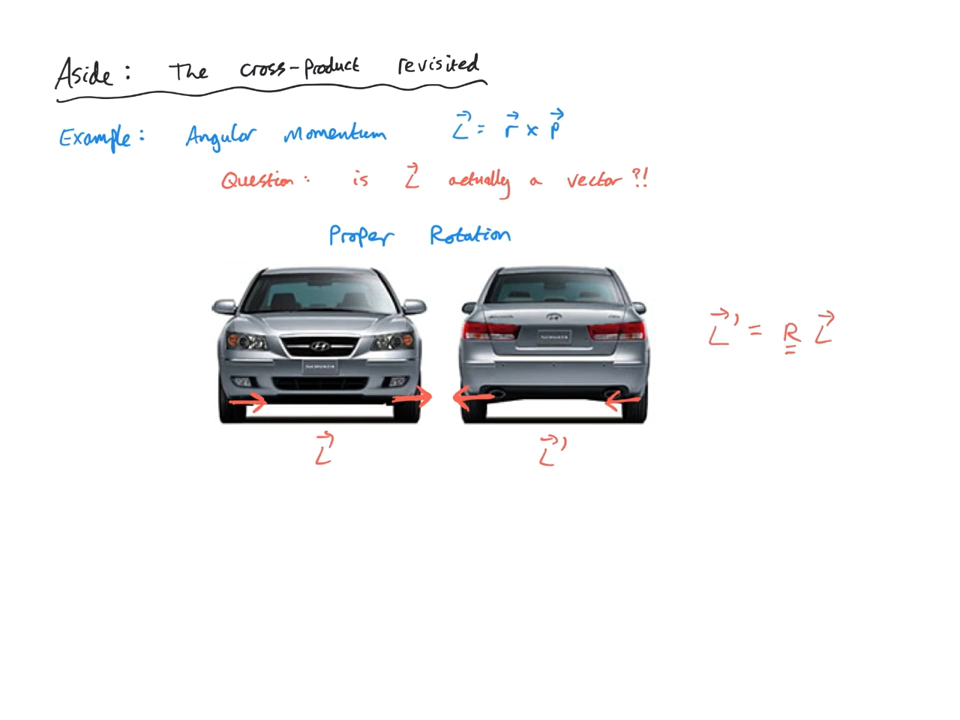 Aside: The cross-product revisited
Example: Angular Momentum L⃗ = r⃗ × p⃗
Question: is L⃗ actually a vector?!
Proper Rotation
L⃗' = R L⃗
L⃗ L⃗'